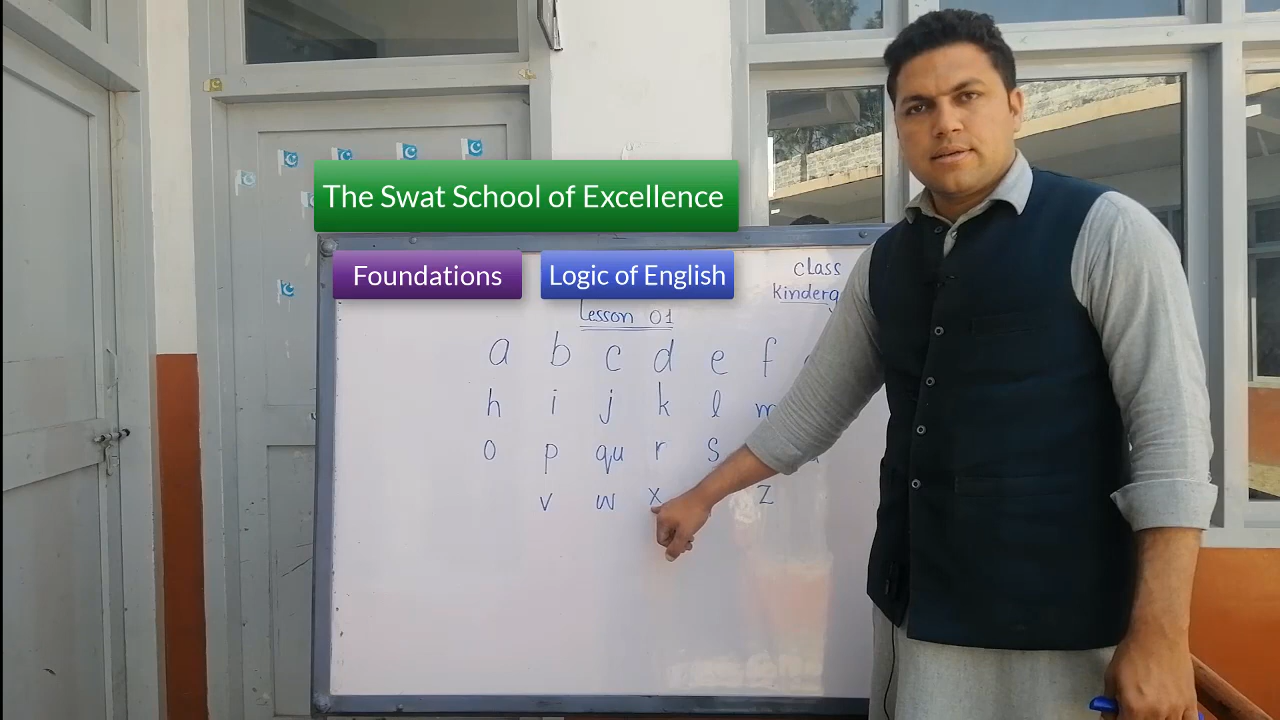 The Swat School of Excellence
Foundations
Logic of English
class
Lesson 01
a b c d e f
h i j k l m
o p qu r s
v w x z